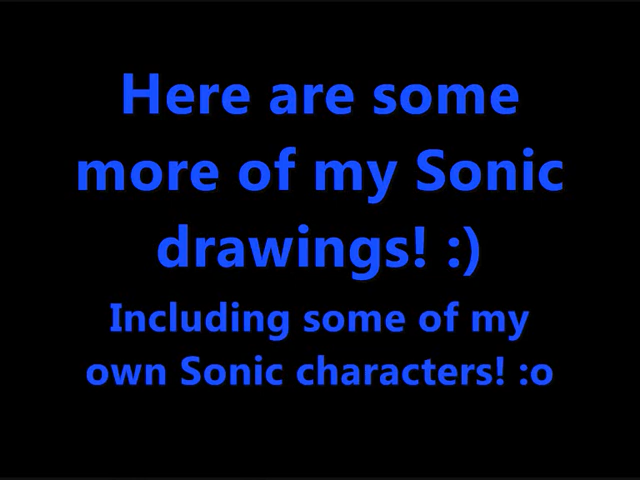 Here are some
more of my Sonic
drawings! :)
Including some of my
own Sonic characters! :o